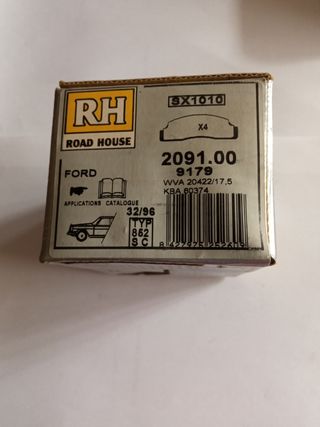 RH
ROAD HOUSE
SX1010
X4
2091.00
9179
WVA 20422/17,5
KBA 60374
FORD
APPLICATIONS CATALOGUE
32/96
TYP
852
S C